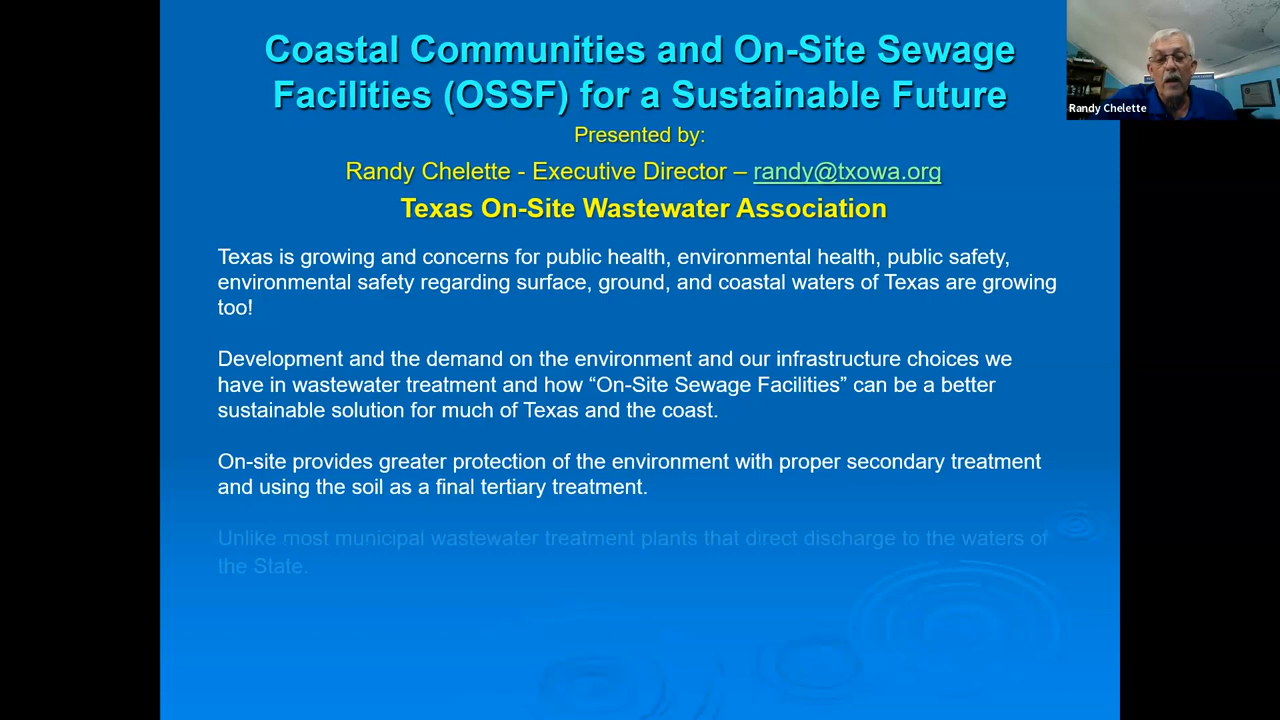 Coastal Communities and On-Site Sewage
Facilities (OSSF) for a Sustainable Future
Presented by:
Randy Chelette - Executive Director – randy@txowa.org
Texas On-Site Wastewater Association
Texas is growing and concerns for public health, environmental health, public safety,
environmental safety regarding surface, ground, and coastal waters of Texas are growing
too!
Development and the demand on the environment and our infrastructure choices we
have in wastewater treatment and how “On-Site Sewage Facilities” can be a better
sustainable solution for much of Texas and the coast.
On-site provides greater protection of the environment with proper secondary treatment
and using the soil as a final tertiary treatment.
Unlike most municipal wastewater treatment plants that direct discharge to the waters of
the State.
Randy Chelette